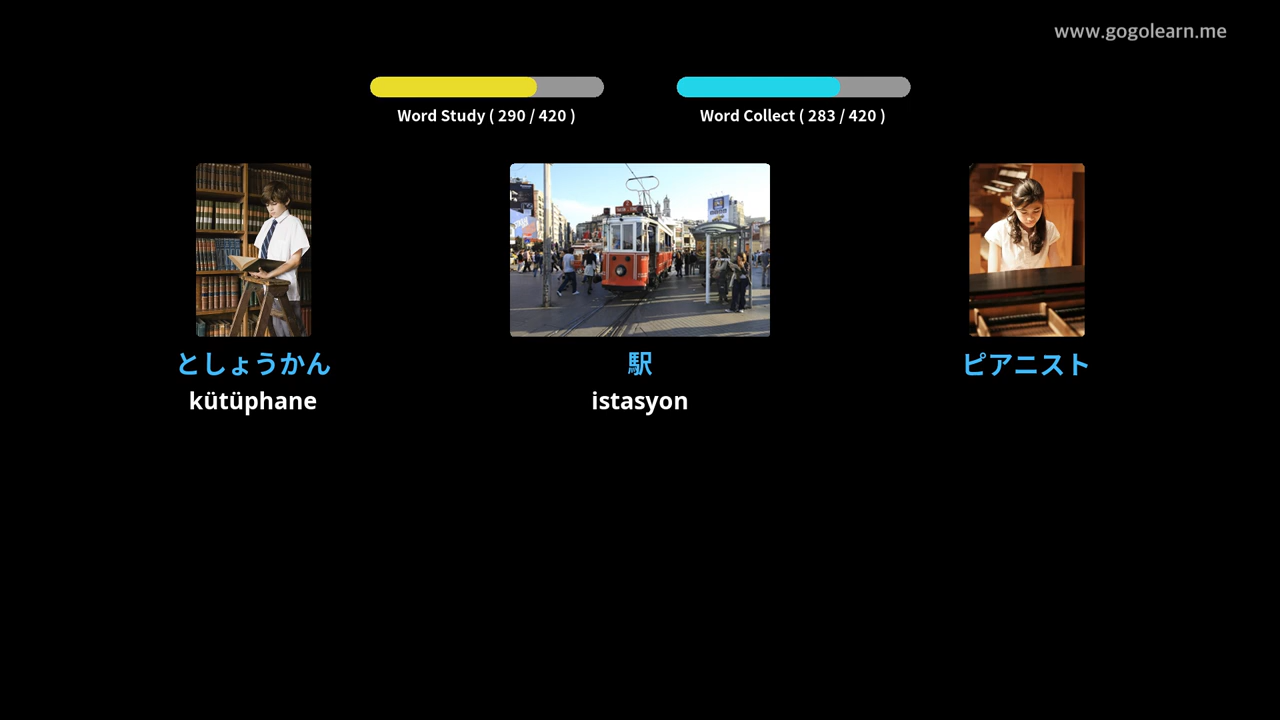 www.gogolearn.me
Word Study ( 290 / 420 )
Word Collect ( 283 / 420 )
としょうかん
駅
ピアニスト
kütüphane
istasyon